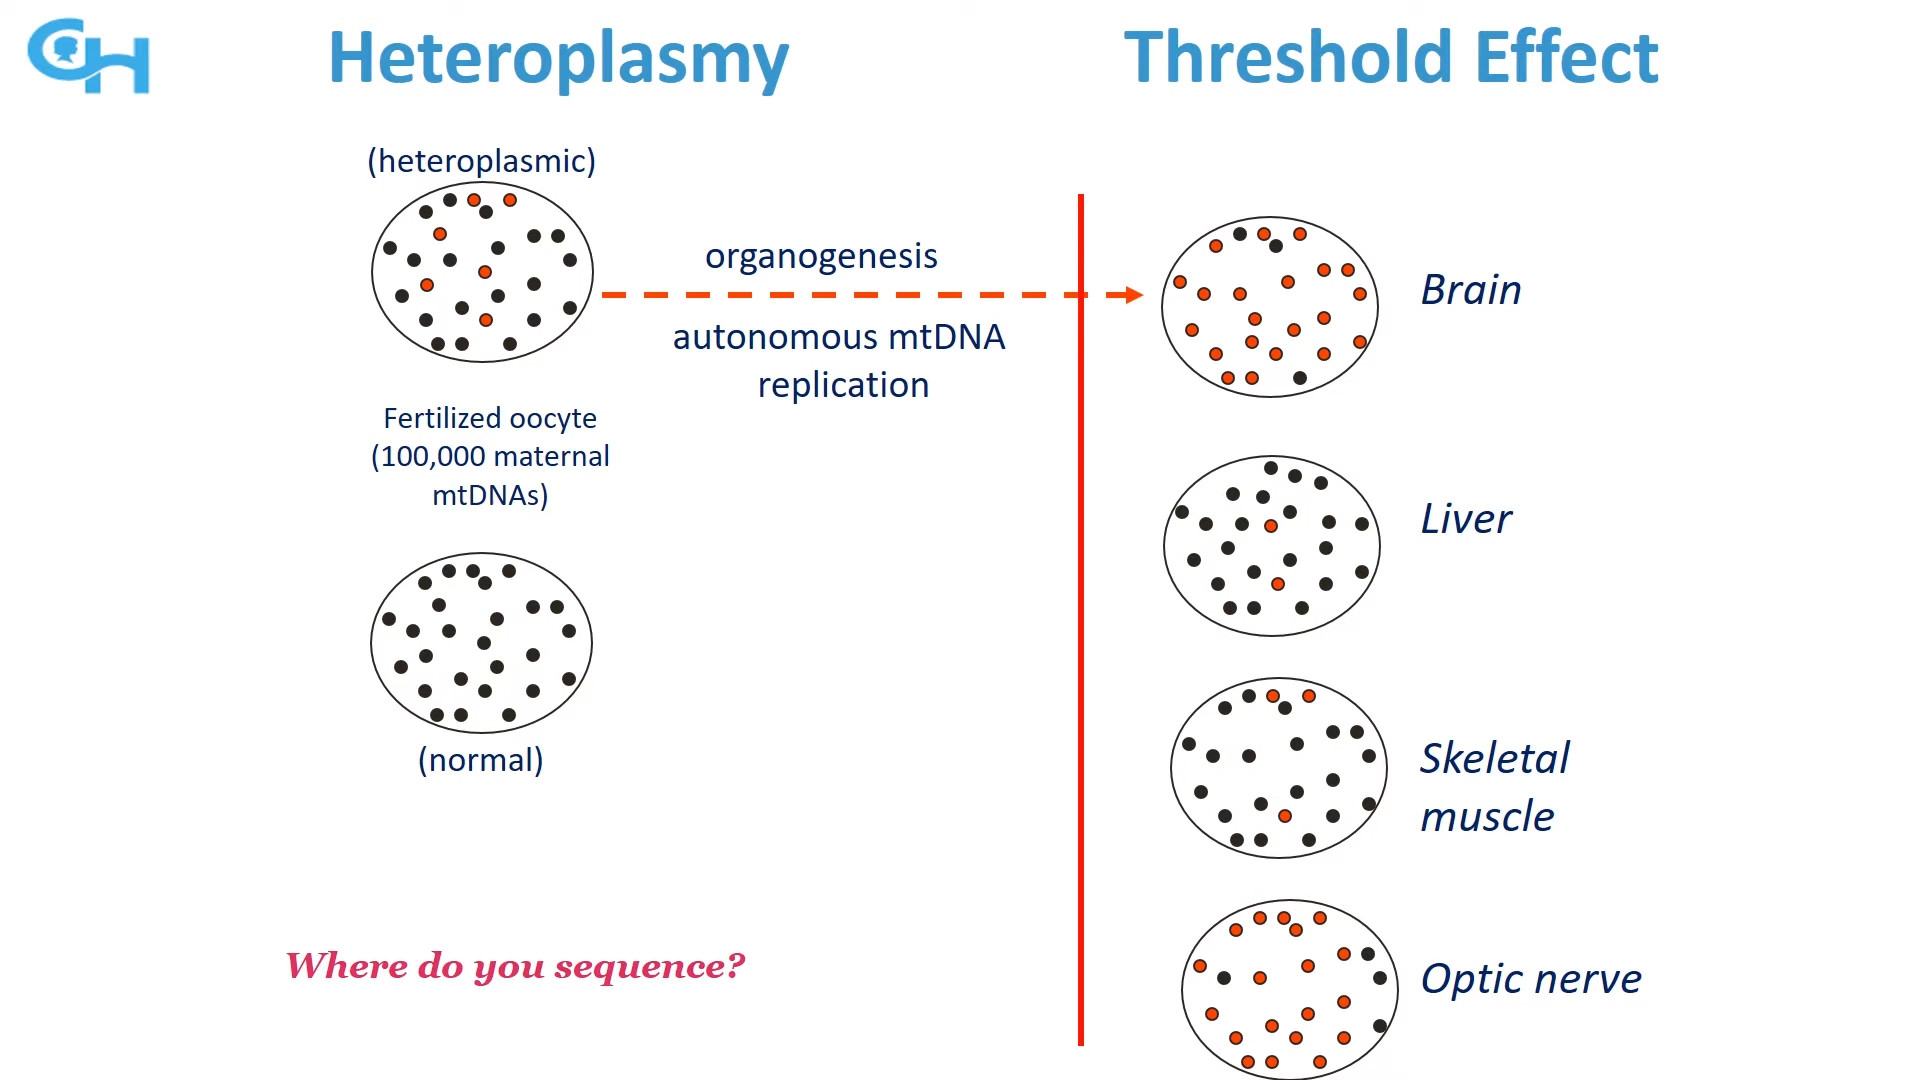 Heteroplasmy
Threshold Effect
(heteroplasmic)
organogenesis
autonomous mtDNA
replication
Fertilized oocyte
(100,000 maternal
mtDNAs)
(normal)
Where do you sequence?
Brain
Liver
Skeletal
muscle
Optic nerve